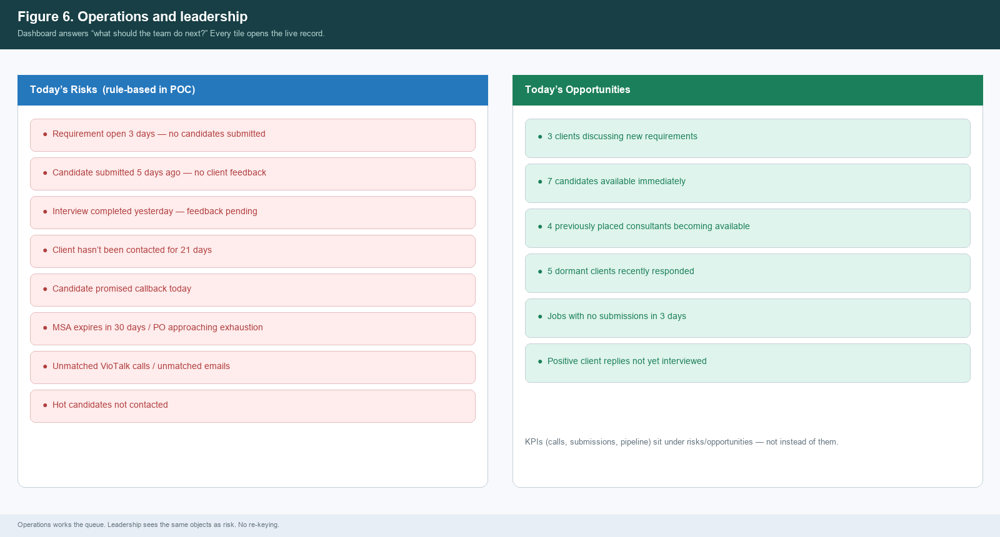 Figure 6. Operations and leadership
Dashboard answers “what should the team do next?” Every tile opens the live record.
Today’s Risks  (rule-based in POC)
● Requirement open 3 days — no candidates submitted
● Candidate submitted 5 days ago — no client feedback
● Interview completed yesterday — feedback pending
● Client hasn’t been contacted for 21 days
● Candidate promised callback today
● MSA expires in 30 days / PO approaching exhaustion
● Unmatched VioTalk calls / unmatched emails
● Hot candidates not contacted
Today’s Opportunities
● 3 clients discussing new requirements
● 7 candidates available immediately
● 4 previously placed consultants becoming available
● 5 dormant clients recently responded
● Jobs with no submissions in 3 days
● Positive client replies not yet interviewed
KPIs (calls, submissions, pipeline) sit under risks/opportunities — not instead of them.
Operations works the queue. Leadership sees the same objects as risk. No re-keying.